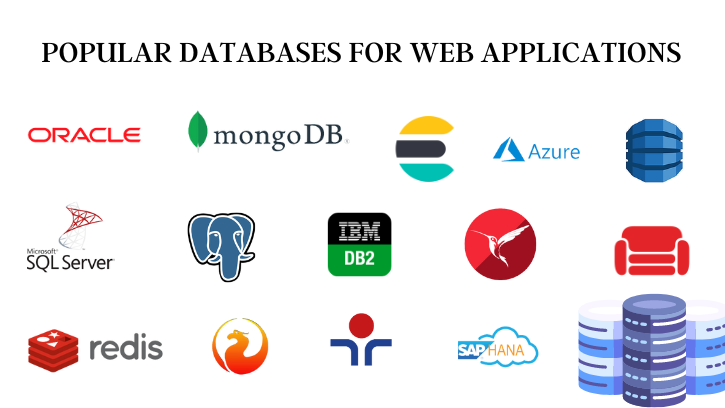 POPULAR DATABASES FOR WEB APPLICATIONS
ORACLE
mongoDB
Azure
Microsoft
SQL Server
IBM
DB2
redis
SAP HANA